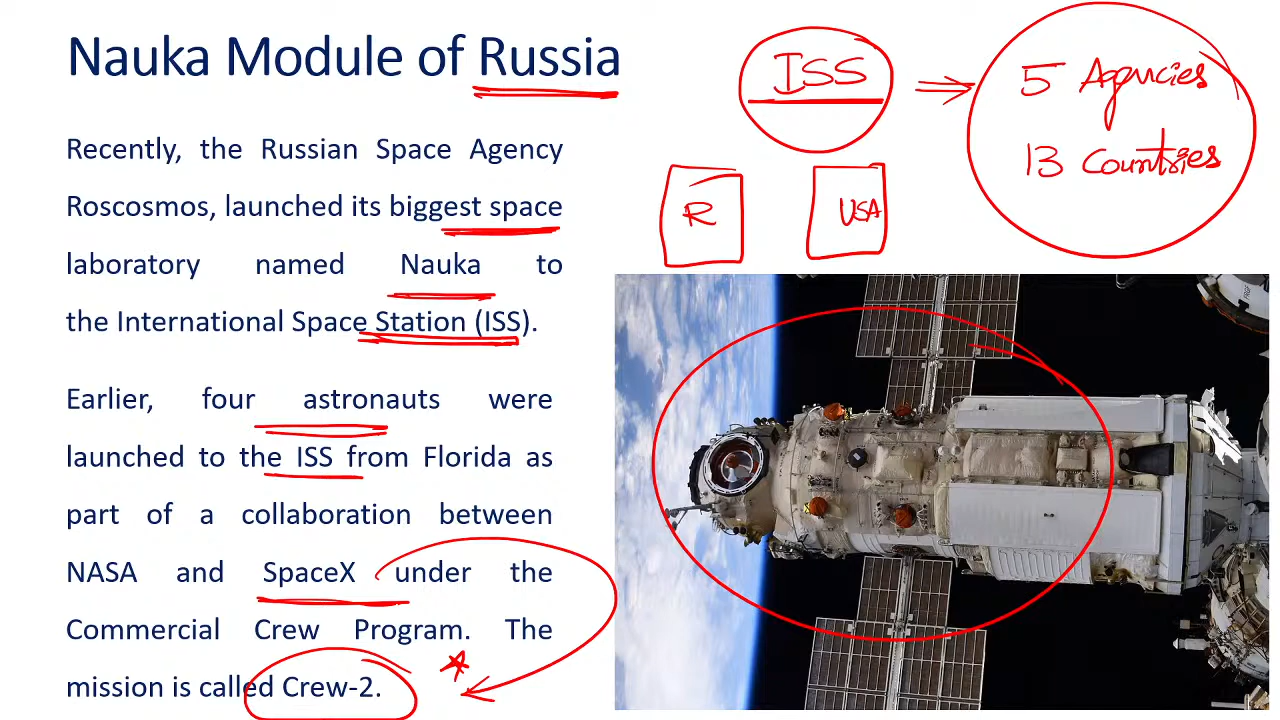 Nauka Module of Russia
Recently, the Russian Space Agency
Roscosmos, launched its biggest space
laboratory named Nauka to
the International Space Station (ISS).
Earlier, four astronauts were
launched to the ISS from Florida as
part of a collaboration between
NASA and SpaceX under the
Commercial Crew Program. The
mission is called Crew-2.
ISS
5 Agencies
13 Countries
R
USA